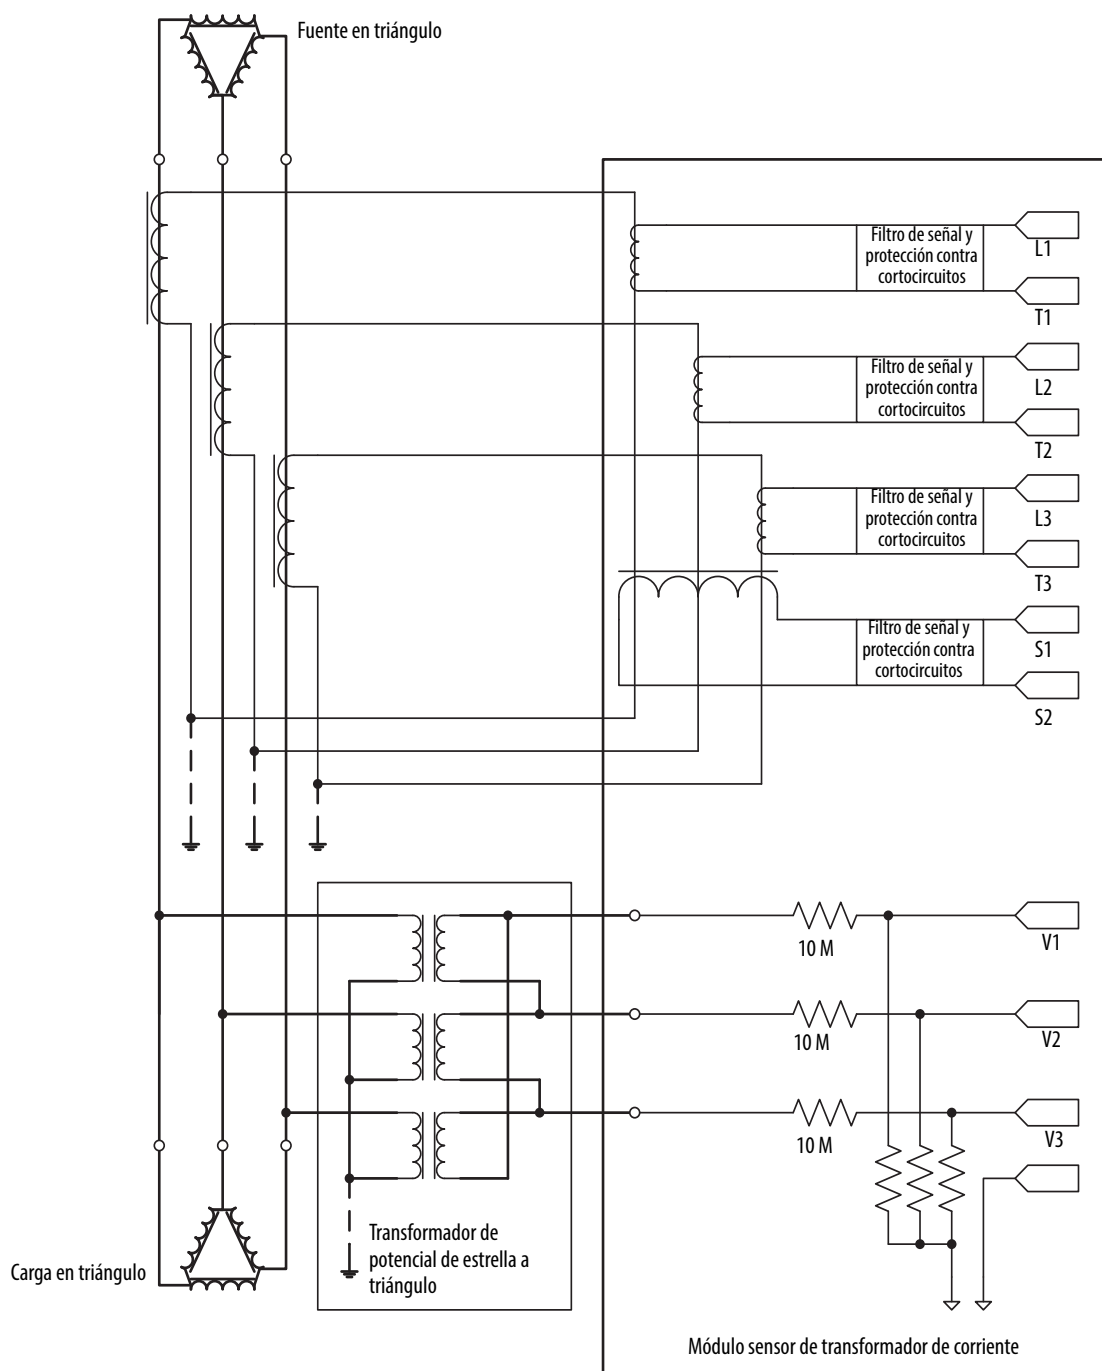 Fuente en triángulo
Filtro de señal y
protección contra
cortocircuitos
L1
T1
Filtro de señal y
protección contra
cortocircuitos
L2
T2
Filtro de señal y
protección contra
cortocircuitos
L3
T3
Filtro de señal y
protección contra
cortocircuitos
S1
S2
10 M
V1
10 M
V2
10 M
V3
Transformador de
potencial de estrella a
triángulo
Carga en triángulo
Módulo sensor de transformador de corriente